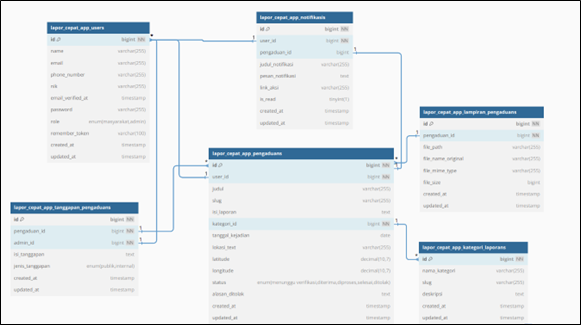 lapor_cepat_app_users
id bigint NN
name varchar(255)
email varchar(255)
phone_number varchar(255)
nik varchar(255)
email_verified_at timestamp
password varchar(255)
role enum(masyarakat,admin)
remember_token varchar(100)
created_at timestamp
updated_at timestamp
lapor_cepat_app_notifikasis
id bigint NN
user_id bigint NN
pengaduan_id bigint
judul_notifikasi varchar(255)
pesan_notifikasi text
link_aksi varchar(255)
is_read tinyint(1)
created_at timestamp
updated_at timestamp
lapor_cepat_app_lampiran_pengaduans
id bigint NN
pengaduan_id bigint NN
file_path varchar(255)
file_name_original varchar(255)
file_mime_type varchar(255)
file_size bigint
created_at timestamp
updated_at timestamp
lapor_cepat_app_pengaduans
id bigint NN
user_id bigint NN
judul varchar(255)
slug varchar(255)
isi_laporan text
kategori_id bigint NN
tanggal_kejadian date
lokasi_text varchar(255)
latitude decimal(10,7)
longitude decimal(10,7)
status
alasan_ditolak text
created_at timestamp
updated_at timestamp
lapor_cepat_app_tanggapan_pengaduans
id bigint NN
pengaduan_id bigint NN
admin_id bigint NN
isi_tanggapan text
jenis_tanggapan enum(publik,internal)
created_at timestamp
updated_at timestamp
lapor_cepat_app_kategori_laporans
id bigint NN
nama_kategori varchar(255)
slug varchar(255)
deskripsi text
created_at timestamp
updated_at timestamp